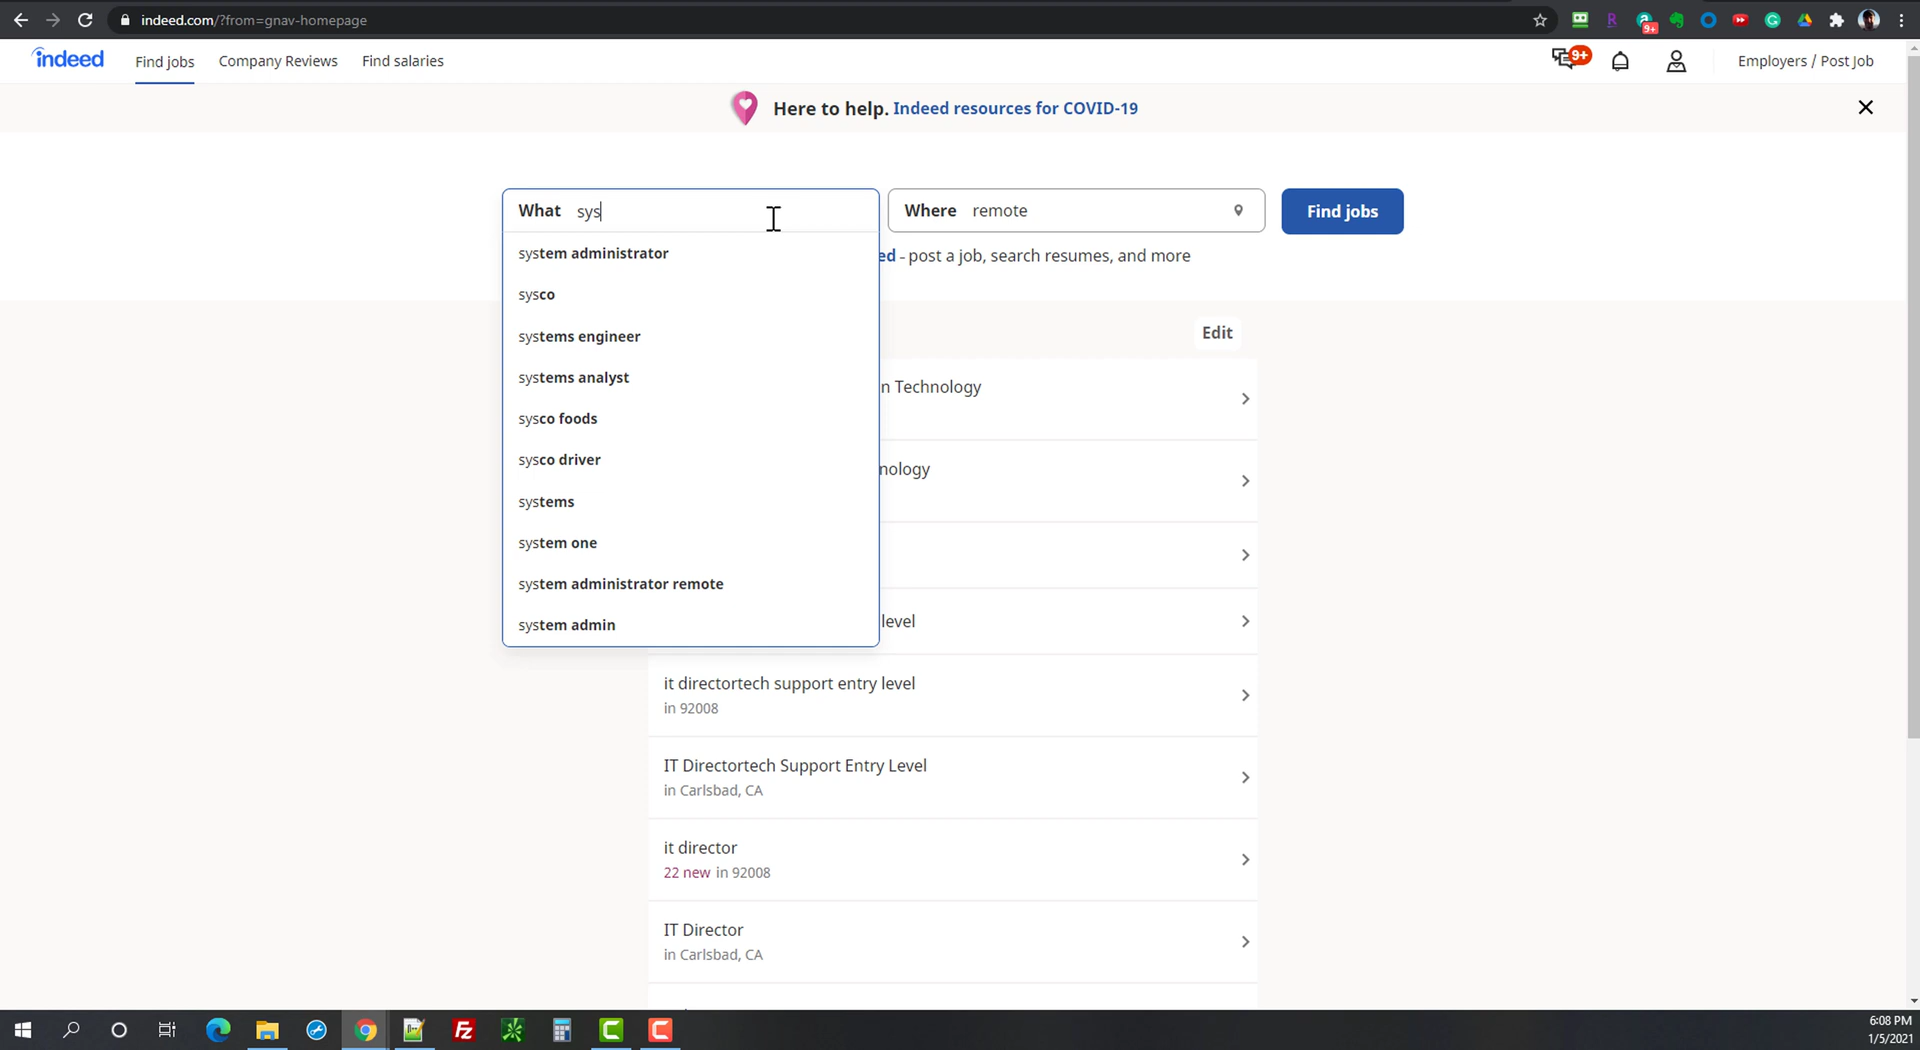 indeed.com/?from=gnav-homepage
9+
indeed
Find jobs
Company Reviews
Find salaries
9+
Employers / Post Job
Here to help. Indeed resources for COVID-19
What sys
Where remote
Find jobs
ed - post a job, search resumes, and more
system administrator
sysco
systems engineer
systems analyst
sysco foods
sysco driver
systems
system one
system administrator remote
system admin
Edit
n Technology
nology
level
it directortech support entry level
in 92008
IT Directortech Support Entry Level
in Carlsbad, CA
it director
22 new in 92008
IT Director
in Carlsbad, CA
6:08 PM
1/5/2021